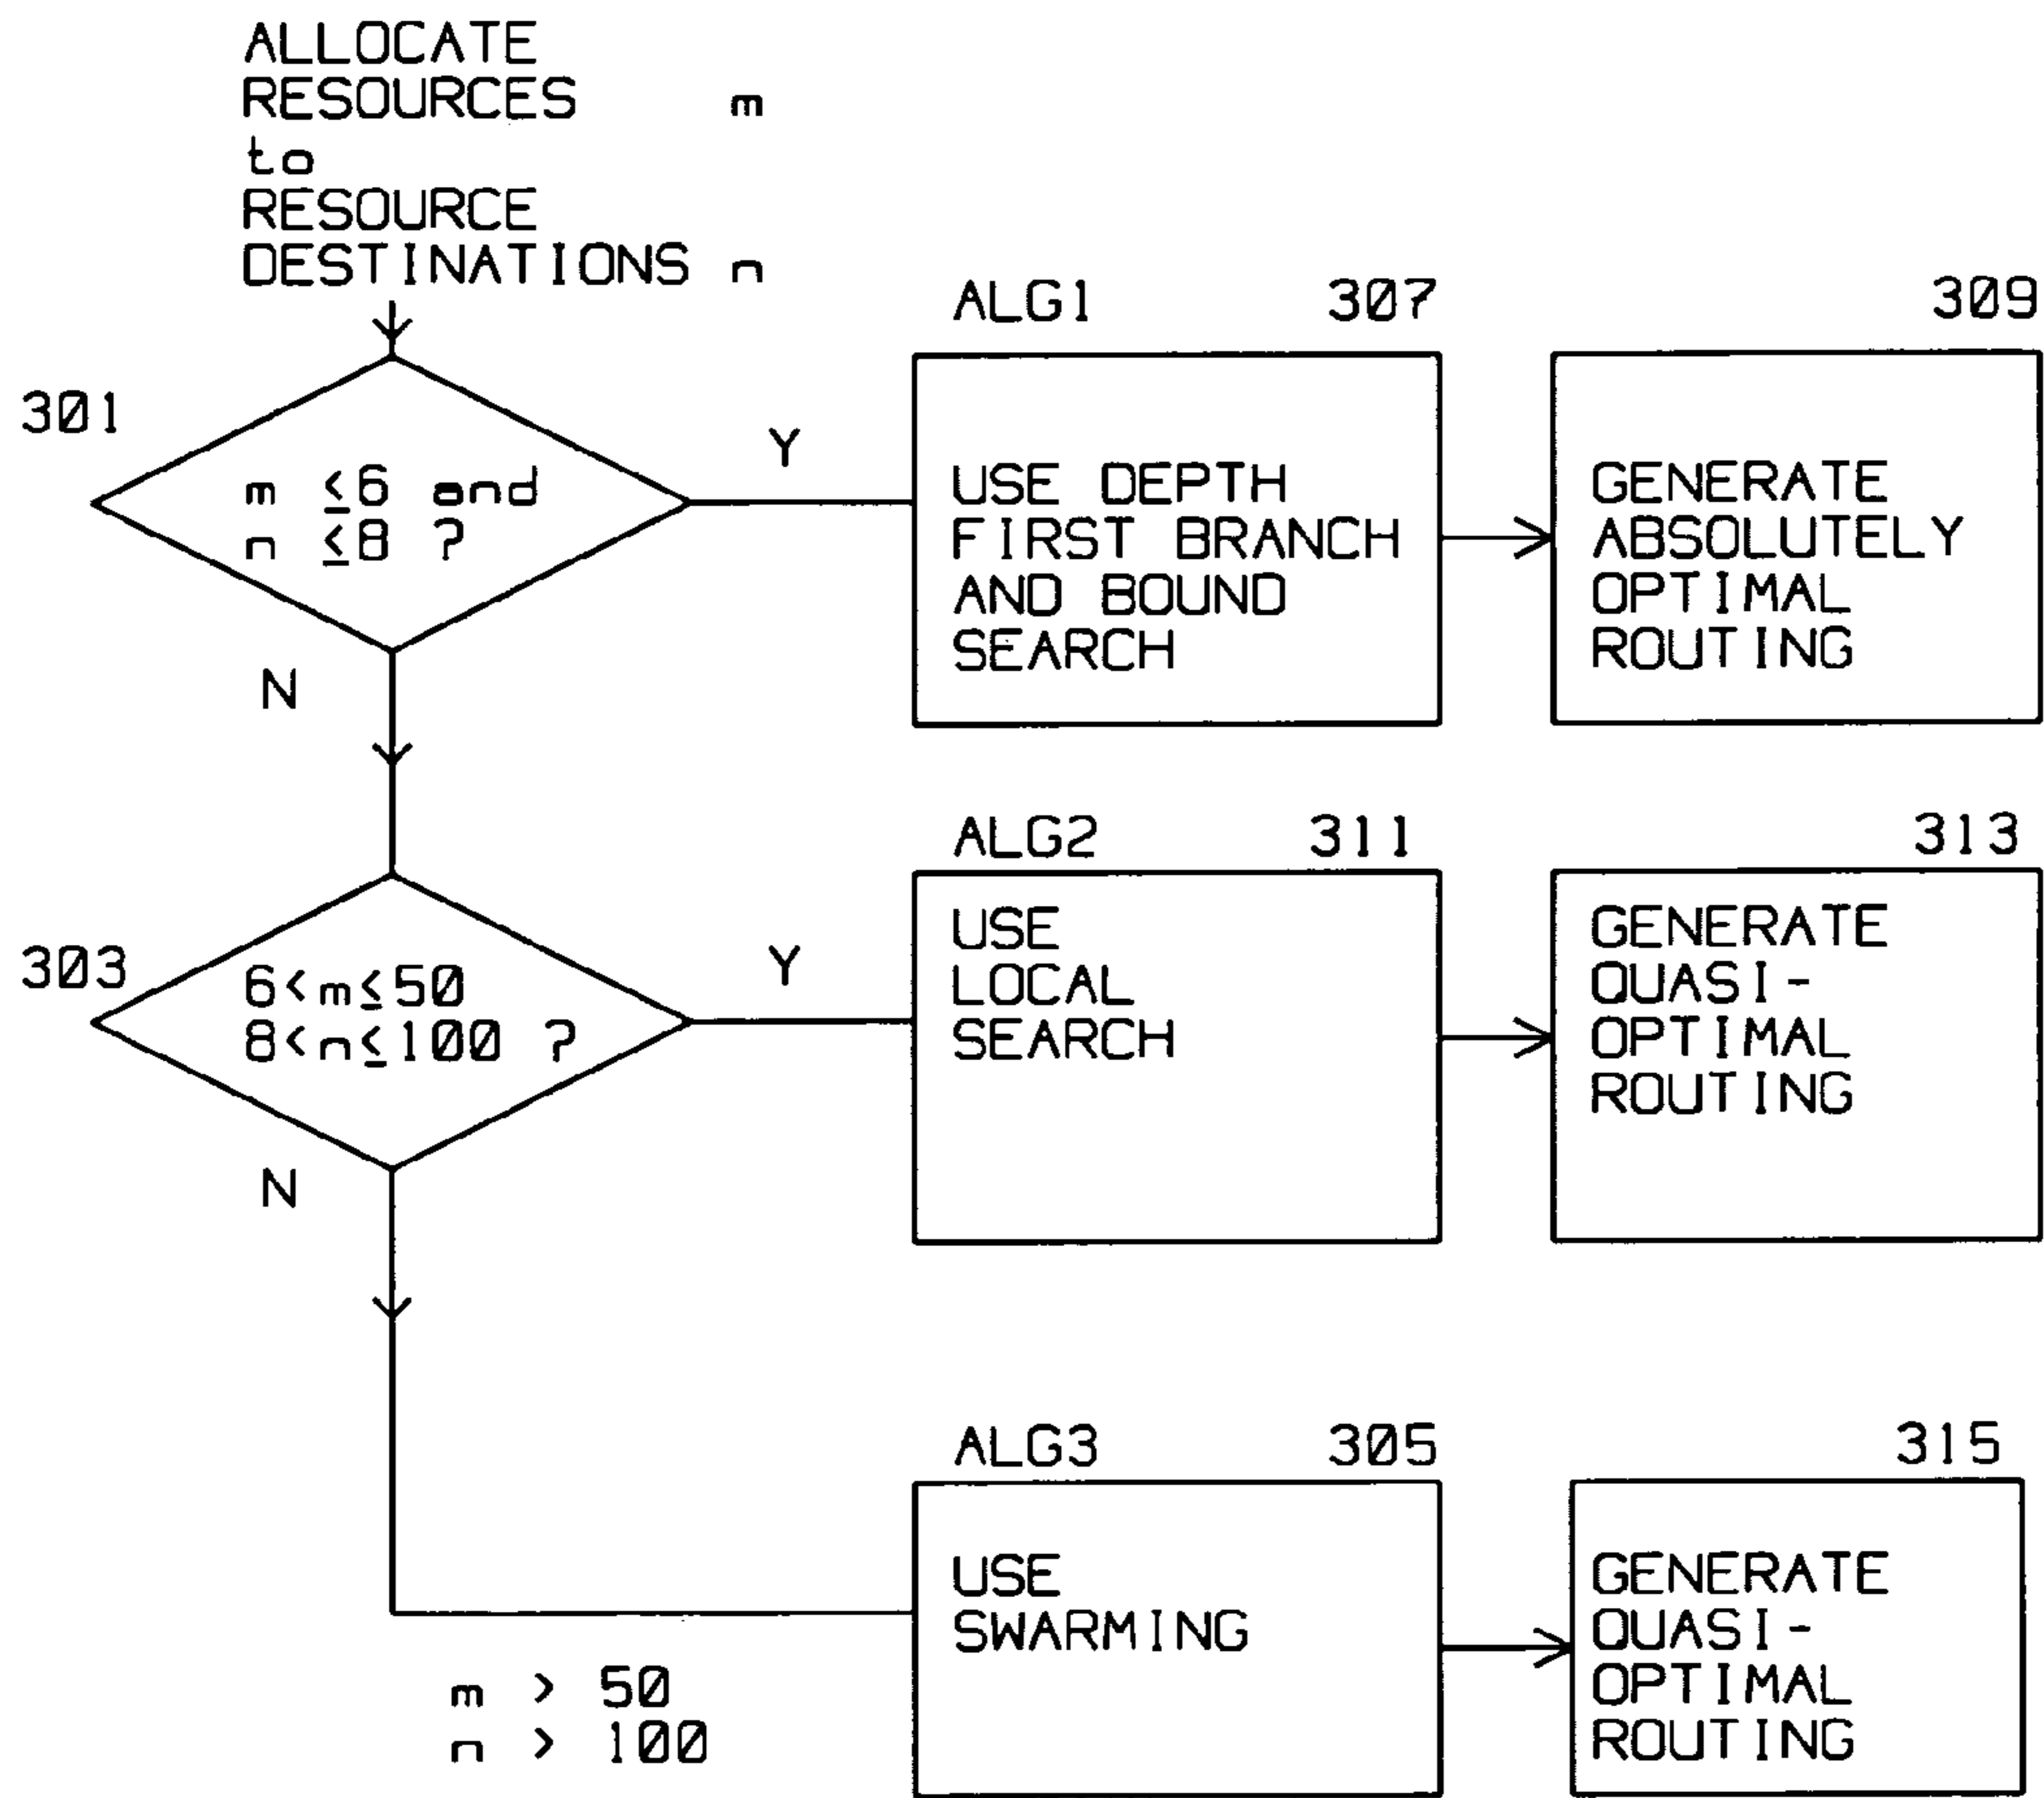 ALLOCATE
RESOURCES m
to
RESOURCE
DESTINATIONS n
301
m ≤6 and
n ≤8 ?
Y
N
ALG1 307
USE DEPTH
FIRST BRANCH
AND BOUND
SEARCH
309
GENERATE
ABSOLUTELY
OPTIMAL
ROUTING
303
6<m≤50
8<n≤100 ?
Y
N
ALG2 311
USE
LOCAL
SEARCH
313
GENERATE
QUASI-
OPTIMAL
ROUTING
m > 50
n > 100
ALG3 305
USE
SWARMING
315
GENERATE
QUASI-
OPTIMAL
ROUTING